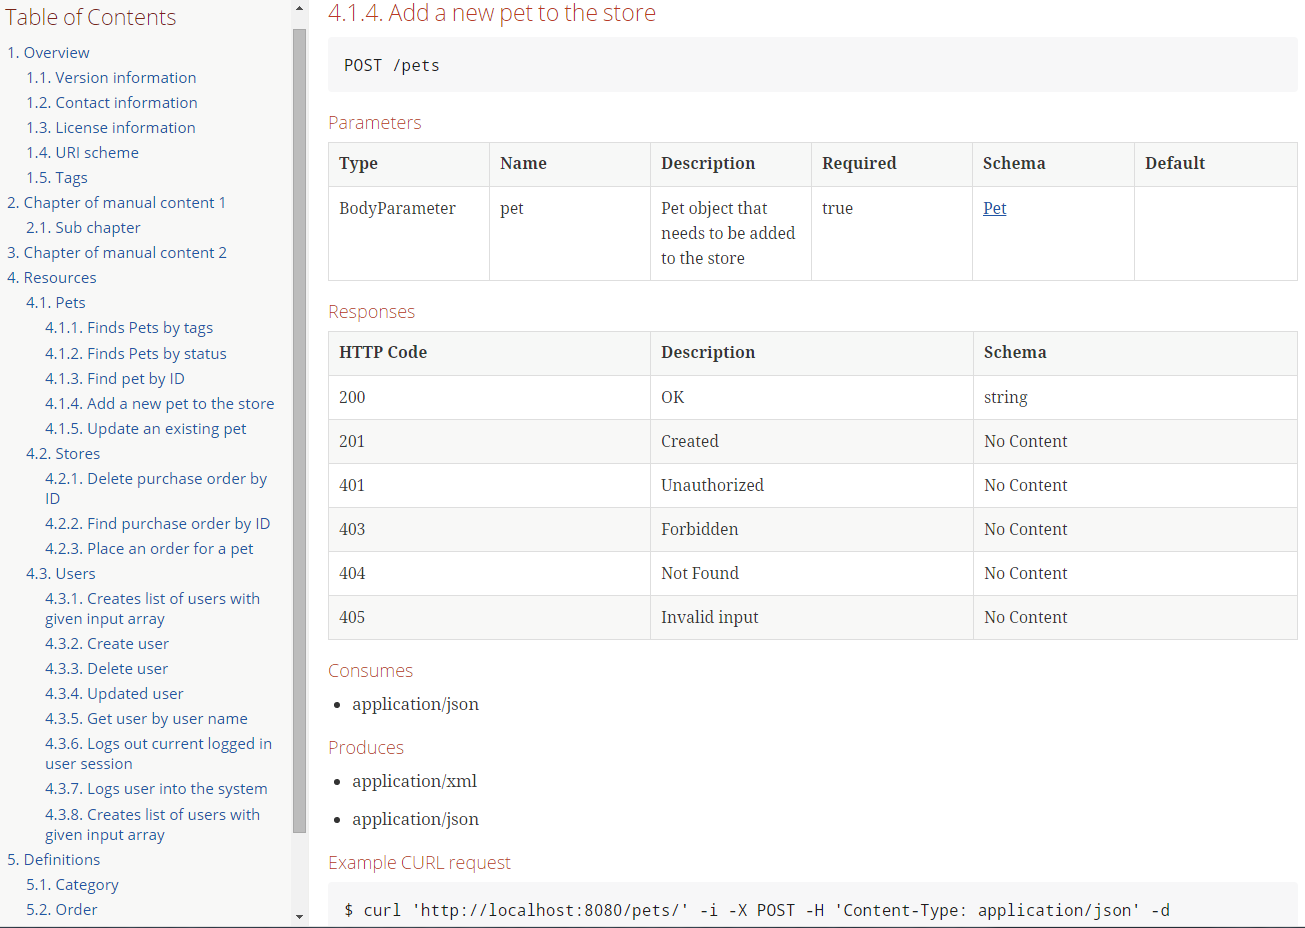 Table of Contents
1. Overview
1.1. Version information
1.2. Contact information
1.3. License information
1.4. URI scheme
1.5. Tags
2. Chapter of manual content 1
2.1. Sub chapter
3. Chapter of manual content 2
4. Resources
4.1. Pets
4.1.1. Finds Pets by tags
4.1.2. Finds Pets by status
4.1.3. Find pet by ID
4.1.4. Add a new pet to the store
4.1.5. Update an existing pet
4.2. Stores
4.2.1. Delete purchase order by
ID
4.2.2. Find purchase order by ID
4.2.3. Place an order for a pet
4.3. Users
4.3.1. Creates list of users with
given input array
4.3.2. Create user
4.3.3. Delete user
4.3.4. Updated user
4.3.5. Get user by user name
4.3.6. Logs out current logged in
user session
4.3.7. Logs user into the system
4.3.8. Creates list of users with
given input array
5. Definitions
5.1. Category
5.2. Order
4.1.4. Add a new pet to the store
POST /pets
Parameters
Type Name Description Required Schema Default
BodyParameter pet Pet object that true Pet
needs to be added
to the store
Responses
HTTP Code Description Schema
200 OK string
201 Created No Content
401 Unauthorized No Content
403 Forbidden No Content
404 Not Found No Content
405 Invalid input No Content
Consumes
• application/json
Produces
• application/xml
• application/json
Example CURL request
$ curl 'http://localhost:8080/pets/' -i -X POST -H 'Content-Type: application/json' -d